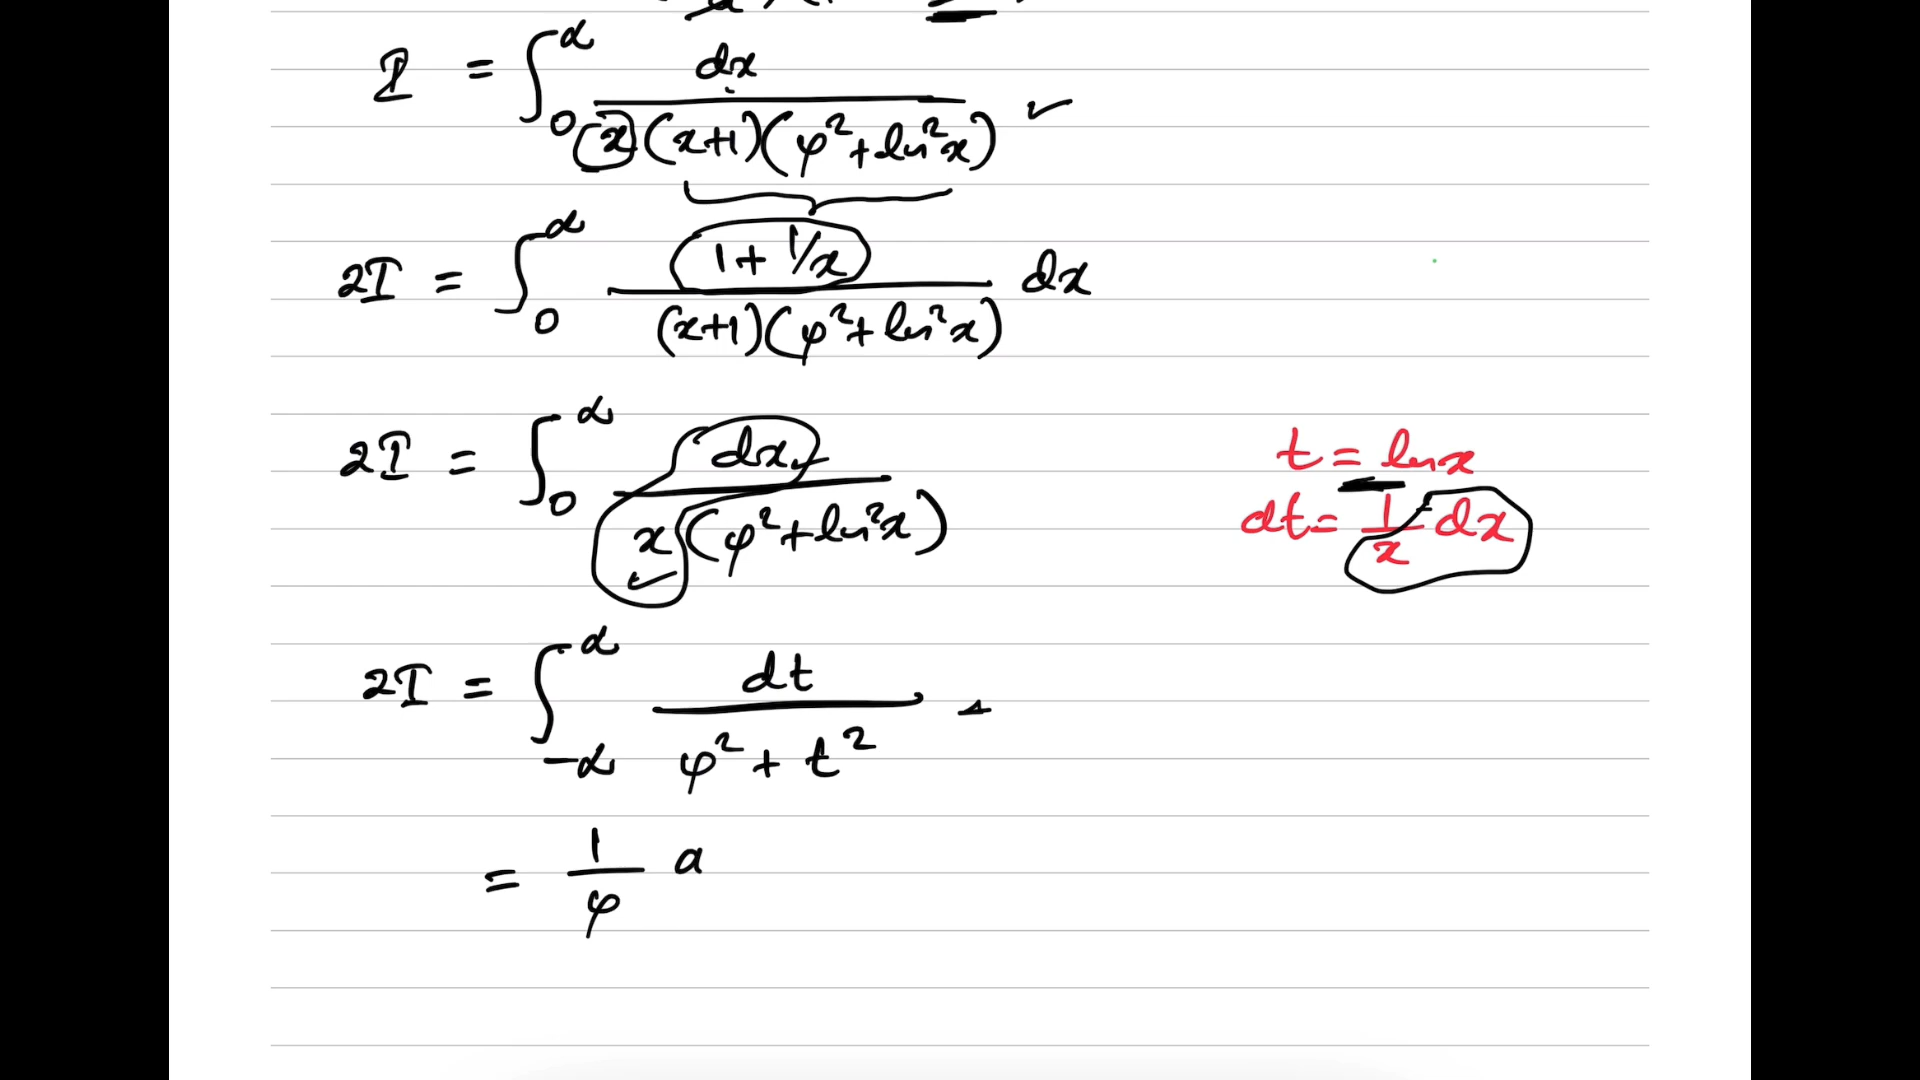 I = ∫₀^∝ dx / (x)(x+1)(φ²+ln²x) ✓
2I = ∫₀^∝ (1 + 1/x) / (x+1)(φ²+ln²x) dx
2I = ∫₀^∝ dx / x(φ²+ln²x)
t = ln x
dt = 1/x dx
2I = ∫_{-∝}^{∝} dt / φ² + t²
= 1/φ a